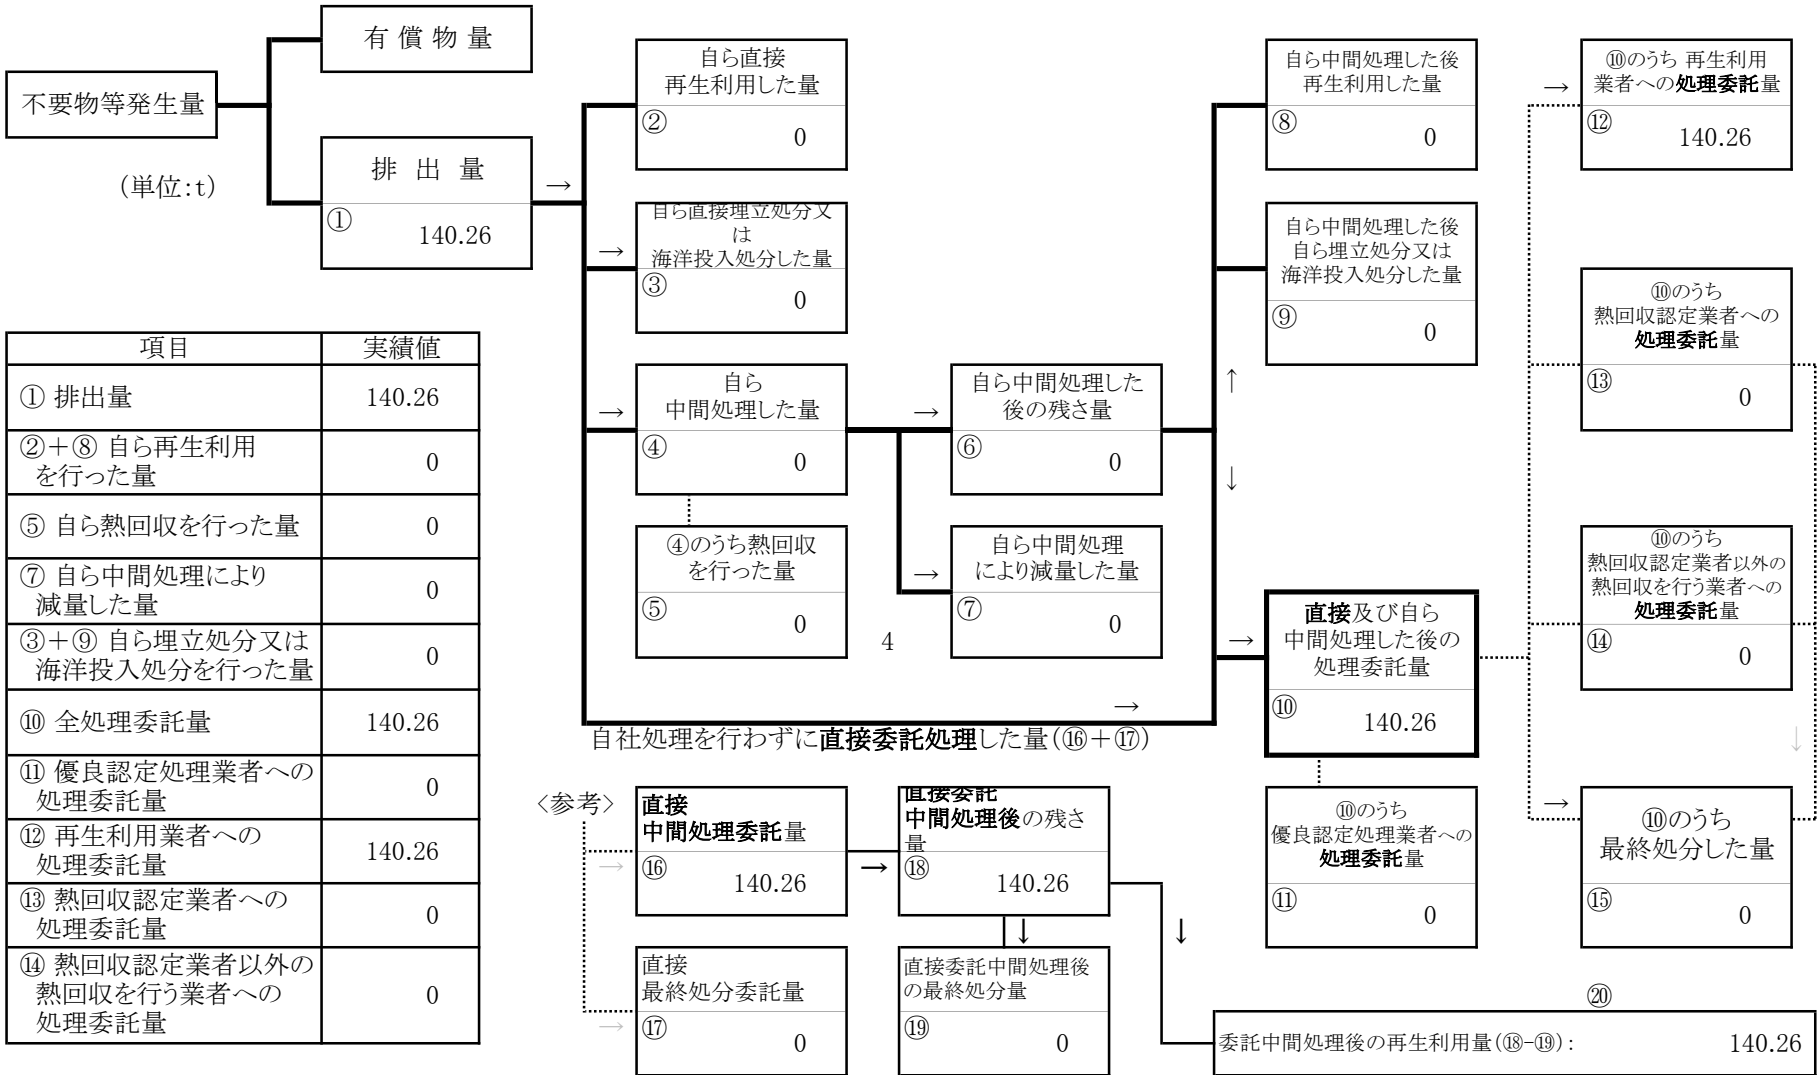 有 償 物 量
不要物等発生量
(単位:t)
排 出 量
①
140.26
→
自ら直接
再生利用した量
②
0
→
自ら直接埋立処分又
は
海洋投入処分した量
③
0
→
自ら
中間処理した量
④
0
④のうち熱回収
を行った量
⑤
0
→
自ら中間処理した
後の残さ量
⑥
0
→
自ら中間処理
により減量した量
⑦
0
4
↑
↓
自ら中間処理した後
再生利用した量
⑧
0
自ら中間処理した後
自ら埋立処分又は
海洋投入処分した量
⑨
0
→
直接及び自ら
中間処理した後の
処理委託量
⑩
140.26
⑩のうち
優良認定処理業者への
処理委託量
⑪
0
→
⑩のうち 再生利用
業者への処理委託量
⑫
140.26
⑩のうち
熱回収認定業者への
処理委託量
⑬
0
⑩のうち
熱回収認定業者以外の
熱回収を行う業者への
処理委託量
⑭
0
↓
→
⑩のうち
最終処分した量
⑮
0
→
自社処理を行わずに直接委託処理した量(⑯+⑰)
項目 実績値
① 排出量 140.26
②+⑧ 自ら再生利用
を行った量
0
⑤ 自ら熱回収を行った量 0
⑦ 自ら中間処理により
減量した量
0
③+⑨ 自ら埋立処分又は
海洋投入処分を行った量
0
⑩ 全処理委託量 140.26
⑪ 優良認定処理業者への
処理委託量
0
⑫ 再生利用業者への
処理委託量
140.26
⑬ 熱回収認定業者への
処理委託量
0
⑭ 熱回収認定業者以外の
熱回収を行う業者への
処理委託量
0
〈参考〉
→
直接
中間処理委託量
⑯
140.26
→
直接委託
中間処理後の残さ
量
⑱
140.26
→
直接
最終処分委託量
⑰
0
↓
直接委託中間処理後
の最終処分量
⑲
0
↓
⑳
委託中間処理後の再生利用量(⑱-⑲): 140.26